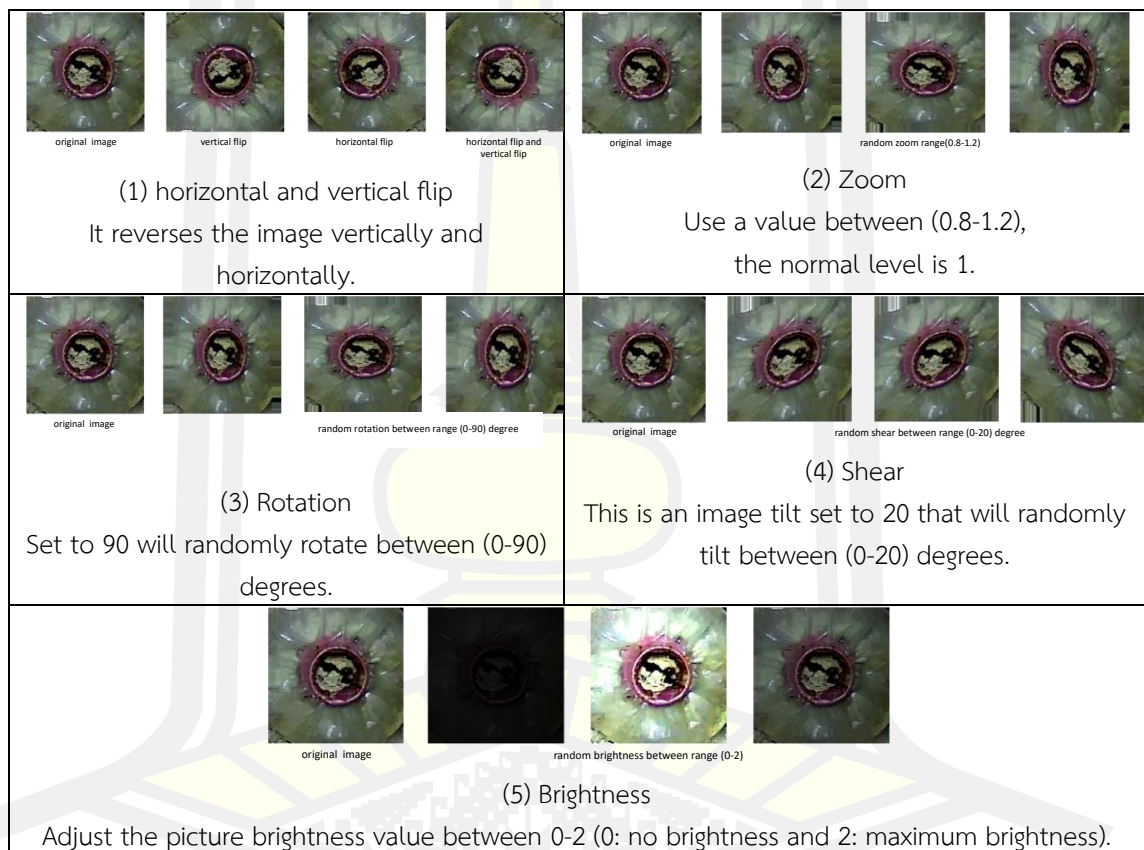 original image
vertical flip
horizontal flip
horizontal flip and
vertical flip
(1) horizontal and vertical flip
It reverses the image vertically and
horizontally.
original image
random zoom range(0.8-1.2)
(2) Zoom
Use a value between (0.8-1.2),
the normal level is 1.
original image
random rotation between range (0-90) degree
(3) Rotation
Set to 90 will randomly rotate between (0-90)
degrees.
original image
random shear between range (0-20) degree
(4) Shear
This is an image tilt set to 20 that will randomly
tilt between (0-20) degrees.
original image
random brightness between range (0-2)
(5) Brightness
Adjust the picture brightness value between 0-2 (0: no brightness and 2: maximum brightness).